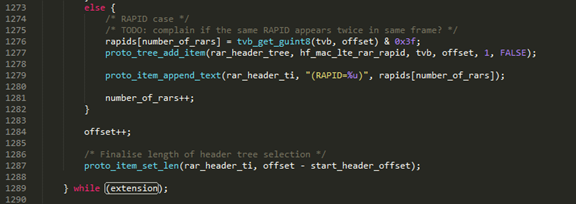 1273 else {
1274 /* RAPID case */
1275 /* TODO: complain if the same RAPID appears twice in same frame? */
1276 rapids[number_of_rars] = tvb_get_guint8(tvb, offset) & 0x3f;
1277 proto_tree_add_item(rar_header_tree, hf_mac_lte_rar_rapid, tvb, offset, 1, FALSE);
1278
1279 proto_item_append_text(rar_header_ti, "(RAPID=%u)", rapids[number_of_rars]);
1280
1281 number_of_rars++;
1282 }
1283
1284 offset++;
1285
1286 /* Finalise length of header tree selection */
1287 proto_item_set_len(rar_header_ti, offset - start_header_offset);
1288
1289 } while (extension);
1290